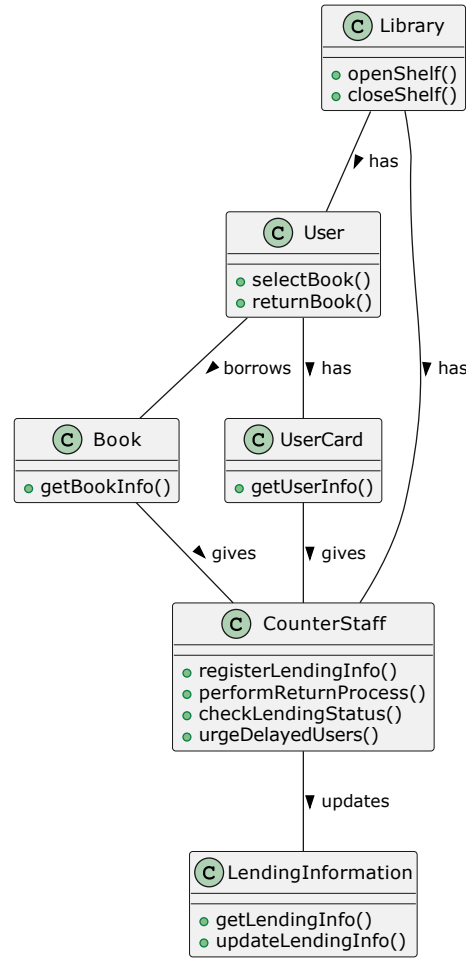 C Library
openShelf()
closeShelf()
has
C User
selectBook()
returnBook()
borrows
has
has
C Book
getBookInfo()
C UserCard
getUserInfo()
gives
gives
C CounterStaff
registerLendingInfo()
performReturnProcess()
checkLendingStatus()
urgeDelayedUsers()
updates
C LendingInformation
getLendingInfo()
updateLendingInfo()